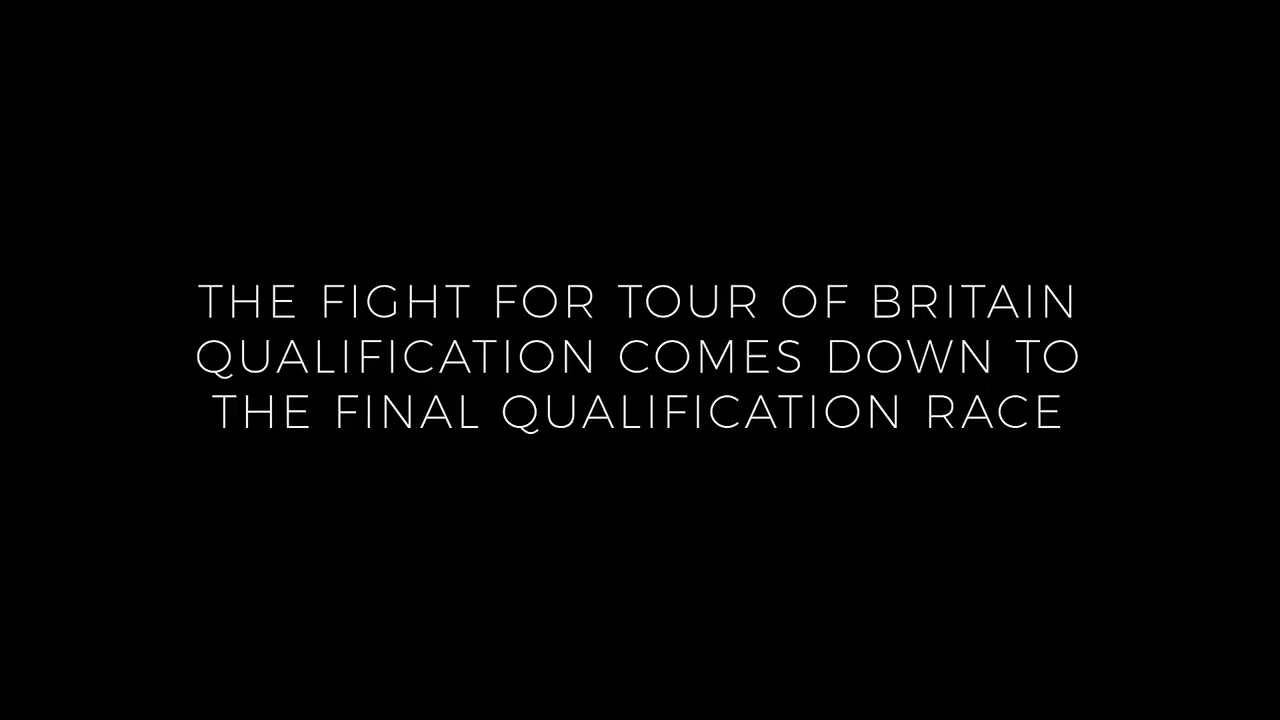 THE FIGHT FOR TOUR OF BRITAIN
QUALIFICATION COMES DOWN TO
THE FINAL QUALIFICATION RACE